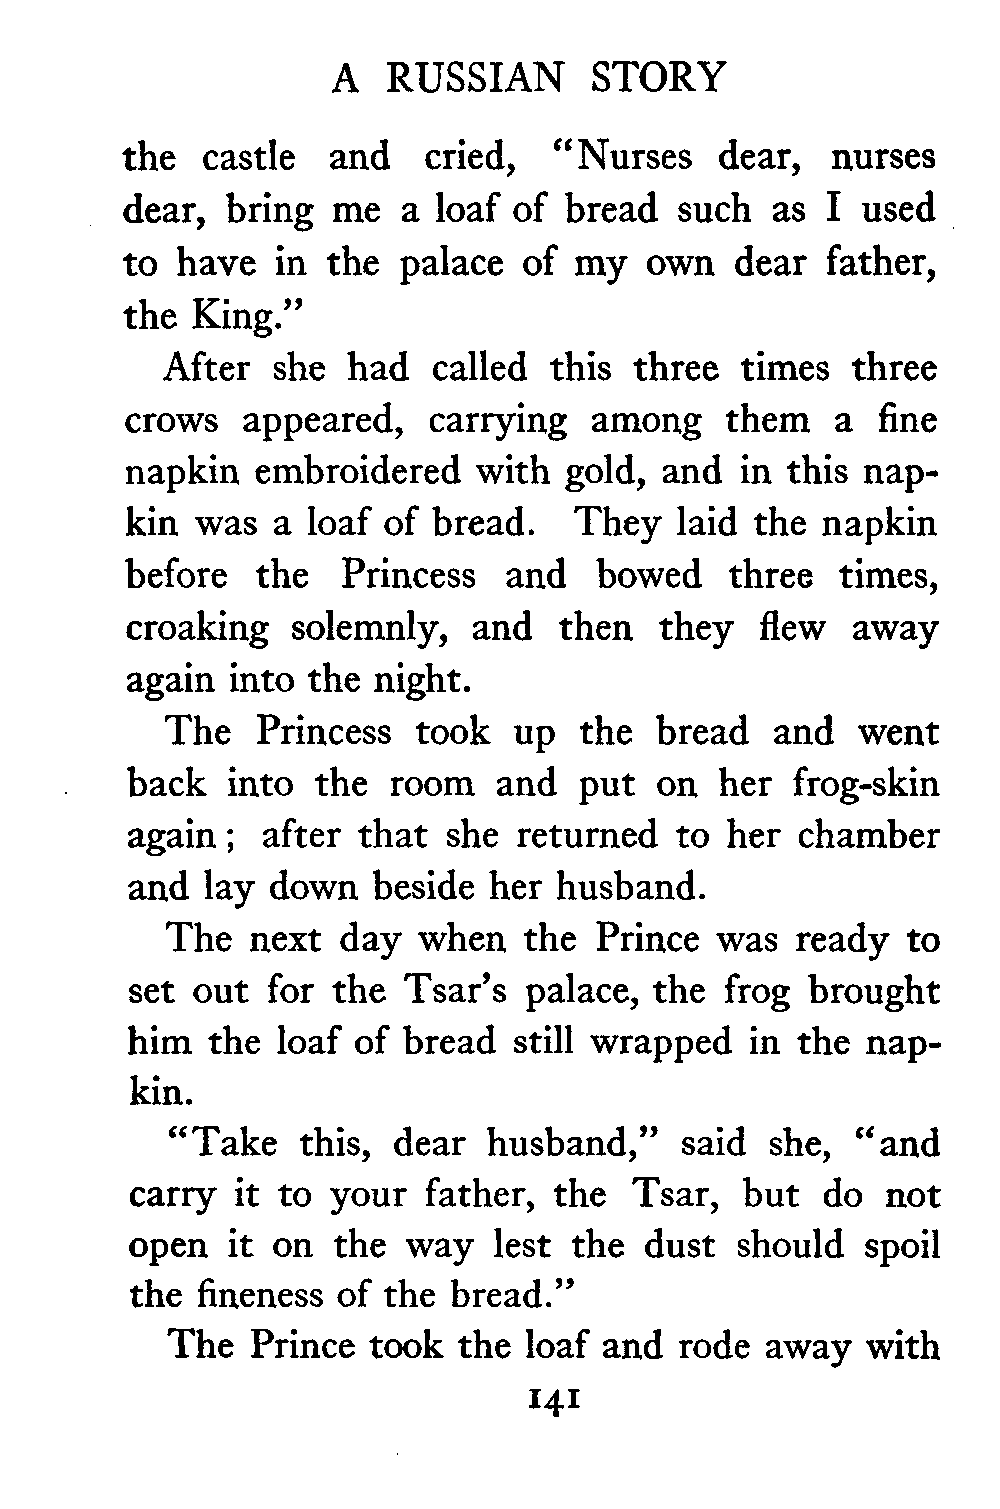 A RUSSIAN STORY
the castle and cried, “Nurses dear, nurses
dear, bring me a loaf of bread such as I used
to have in the palace of my own dear father,
the King.”
After she had called this three times three
crows appeared, carrying among them a fine
napkin embroidered with gold, and in this nap-
kin was a loaf of bread. They laid the napkin
before the Princess and bowed three times,
croaking solemnly, and then they flew away
again into the night.
The Princess took up the bread and went
back into the room and put on her frog-skin
again; after that she returned to her chamber
and lay down beside her husband.
The next day when the Prince was ready to
set out for the Tsar’s palace, the frog brought
him the loaf of bread still wrapped in the nap-
kin.
“Take this, dear husband,” said she, “and
carry it to your father, the Tsar, but do not
open it on the way lest the dust should spoil
the fineness of the bread.”
The Prince took the loaf and rode away with
141